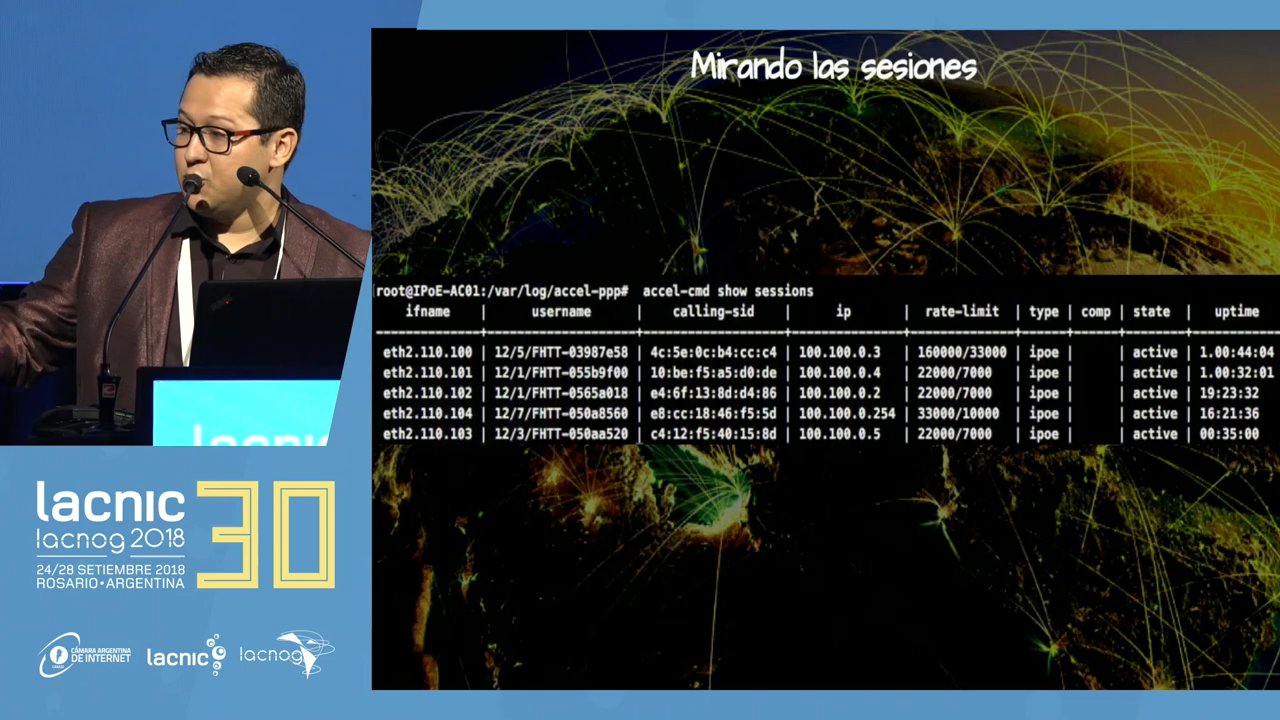 Mirando las sesiones
[root@IPoE-AC01:/var/log/accel-ppp# accel-cmd show sessions
ifname | username | calling-sid | ip | rate-limit | type | comp | state | uptime
eth2.110.100 | 12/5/FHTT-03987e58 | 4c:5e:0c:b4:cc:c4 | 100.100.0.3 | 160000/33000 | ipoe | | active | 1.00:44:04
eth2.110.101 | 12/1/FHTT-055b9f00 | 10:be:f5:a5:d0:de | 100.100.0.4 | 22000/7000 | ipoe | | active | 1.00:32:01
eth2.110.102 | 12/1/FHTT-0565a018 | e4:6f:13:8d:d4:86 | 100.100.0.2 | 22000/7000 | ipoe | | active | 19:23:32
eth2.110.104 | 12/7/FHTT-050a8560 | e8:cc:18:46:f5:5d | 100.100.0.254 | 33000/10000 | ipoe | | active | 16:21:36
eth2.110.103 | 12/3/FHTT-050aa520 | c4:12:f5:40:15:8d | 100.100.0.5 | 22000/7000 | ipoe | | active | 00:35:00
lacnic
lacnic 30
lacnog 2018
24/28 SETIEMBRE 2018
ROSARIO•ARGENTINA
CÁMARA ARGENTINA
DE INTERNET
lacnic
lacnog